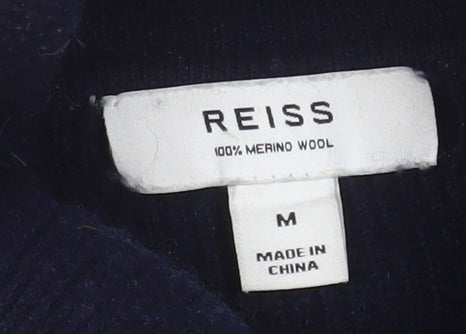 REISS
100% MERINO WOOL
M
MADE IN
CHINA